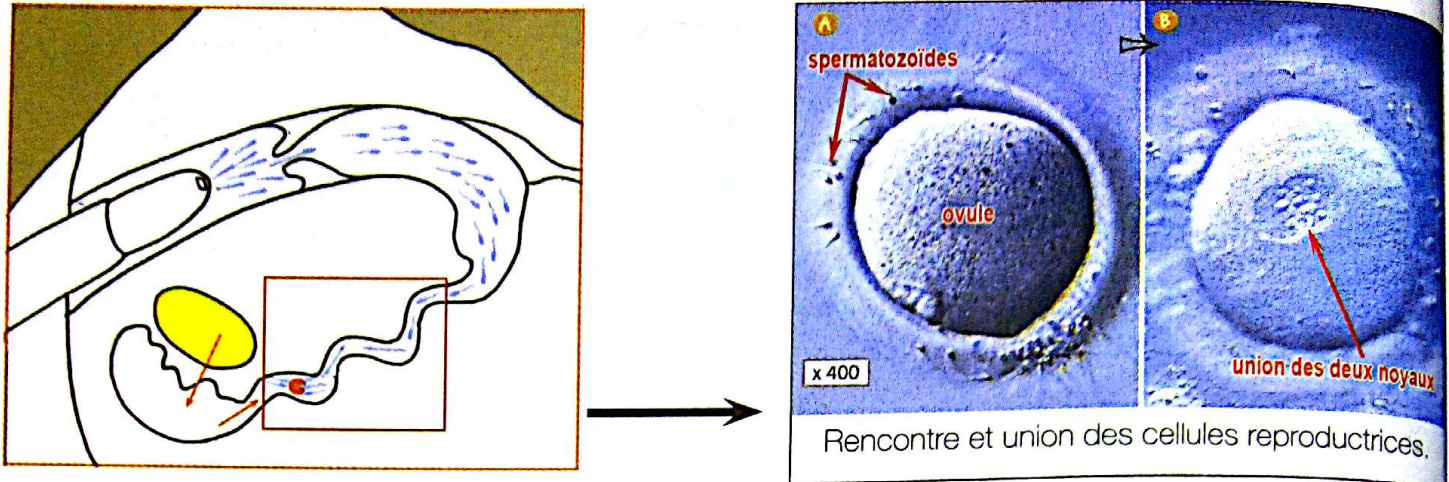 A
B
spermatozoïdes
ovule
x 400
union des deux noyaux
Rencontre et union des cellules reproductrices.